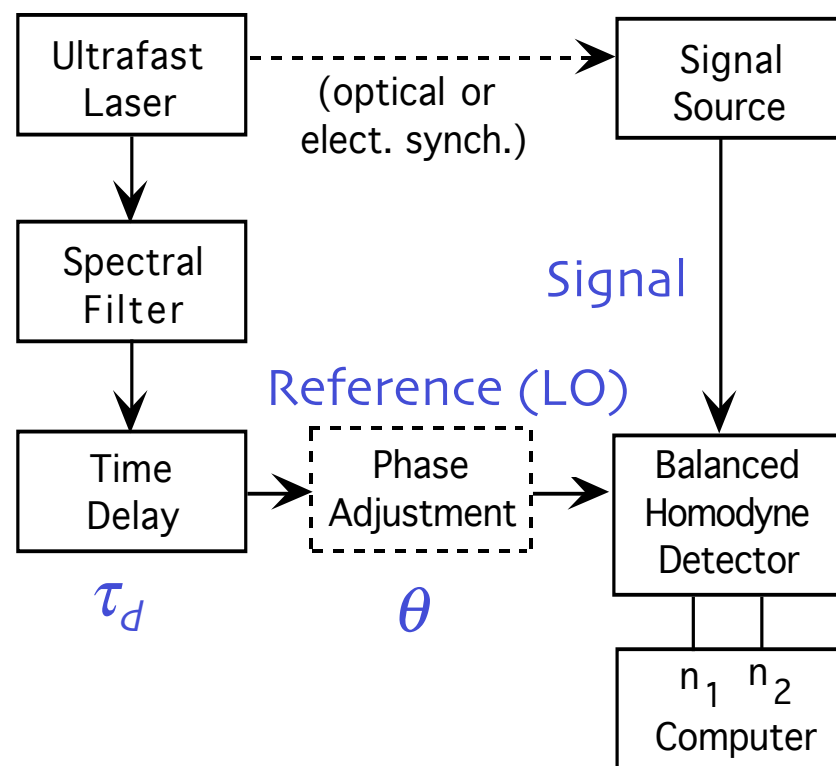 Ultrafast
Laser
(optical or
elect. synch.)
Signal
Source
Spectral
Filter
Signal
Reference (LO)
Time
Delay
Phase
Adjustment
Balanced
Homodyne
Detector
τd
θ
n1 n2
Computer